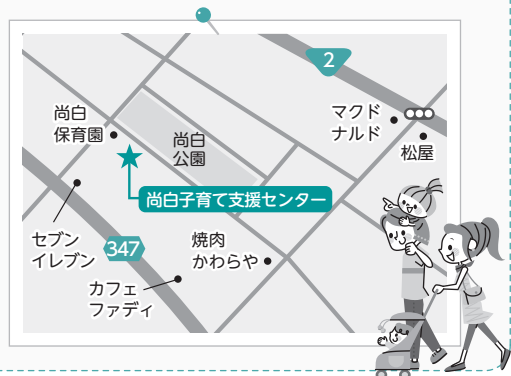 2
マクド
ナルド
松屋
尚白
保育園
尚白
公園
尚白子育て支援センター
セブン
イレブン
347
焼肉
かわらや
カフェ
ファディ